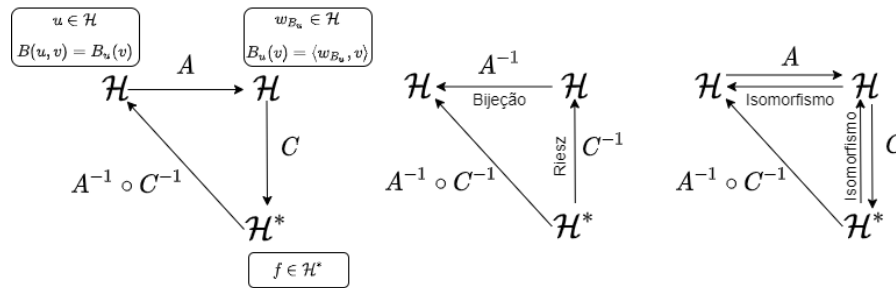 u ∈ ℋ
B(u, v) = B_u(v)
w_{B_u} ∈ ℋ
B_u(v) = ⟨w_{B_u}, v⟩
ℋ
A
ℋ
C
A⁻¹ ∘ C⁻¹
ℋ*
f ∈ ℋ*
ℋ
A⁻¹
Bijeção
ℋ
Riesz
C⁻¹
A⁻¹ ∘ C⁻¹
ℋ*
ℋ
A
Isomorfismo
ℋ
Isomorfismo
C
A⁻¹ ∘ C⁻¹
ℋ*